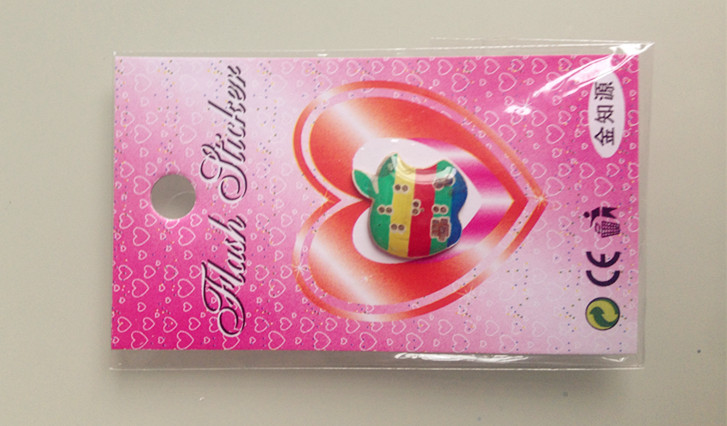 Flash Sticker
金知源
CE